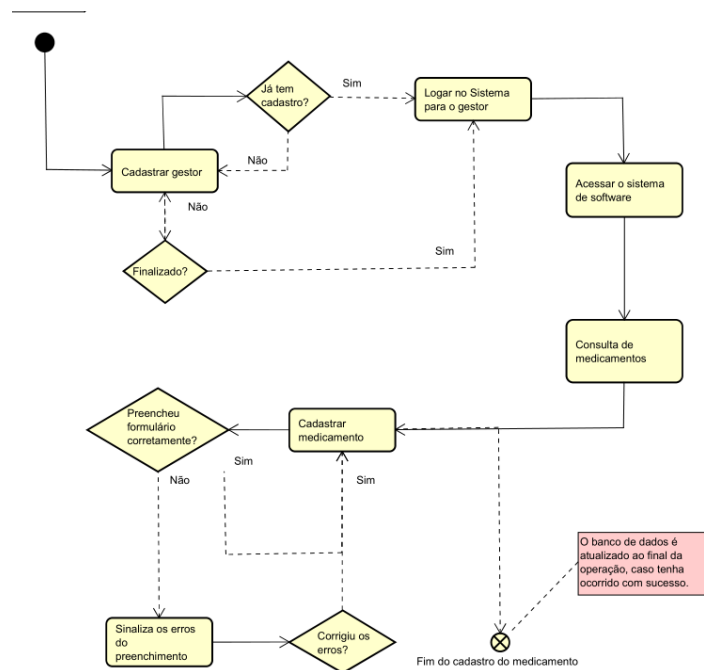 Já tem
cadastro?
Sim
Logar no Sistema
para o gestor
Não
Cadastrar gestor
Acessar o sistema
de software
Não
Sim
Finalizado?
Consulta de
medicamentos
Preencheu
formulário
corretamente?
Cadastrar
medicamento
Sim
Não
Sim
O banco de dados é
atualizado ao final da
operação, caso tenha
ocorrido com sucesso.
Sinaliza os erros
do
preenchimento
Corrigiu os
erros?
Fim do cadastro do medicamento